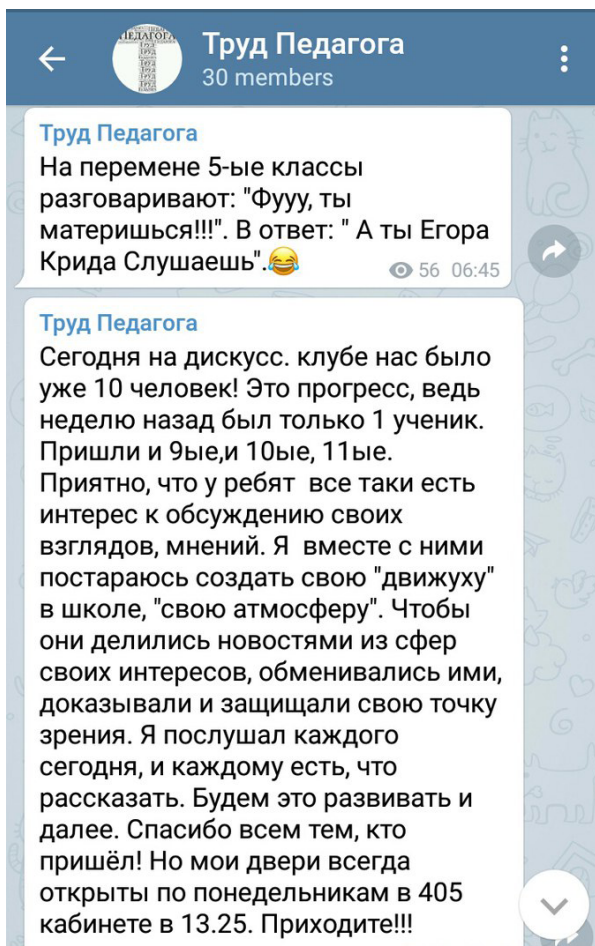 ПЕДАГОГА
Труд Педагога
30 members
Труд Педагога
На перемене 5-ые классы
разговаривают: "Фууу, ты
материшься!!!". В ответ: " А ты Егора
Крида Слушаешь".😂
56 06:45
Труд Педагога
Сегодня на дискусс. клубе нас было
уже 10 человек! Это прогресс, ведь
неделю назад был только 1 ученик.
Пришли и 9ые,и 10ые, 11ые.
Приятно, что у ребят  все таки есть
интерес к обсуждению своих
взглядов, мнений. Я  вместе с ними
постараюсь создать свою "движуху"
в школе, "свою атмосферу". Чтобы
они делились новостями из сфер
своих интересов, обменивались ими,
доказывали и защищали свою точку
зрения. Я послушал каждого
сегодня, и каждому есть, что
рассказать. Будем это развивать и
далее. Спасибо всем тем, кто
пришёл! Но мои двери всегда
открыты по понедельникам в 405
кабинете в 13.25. Приходите!!!